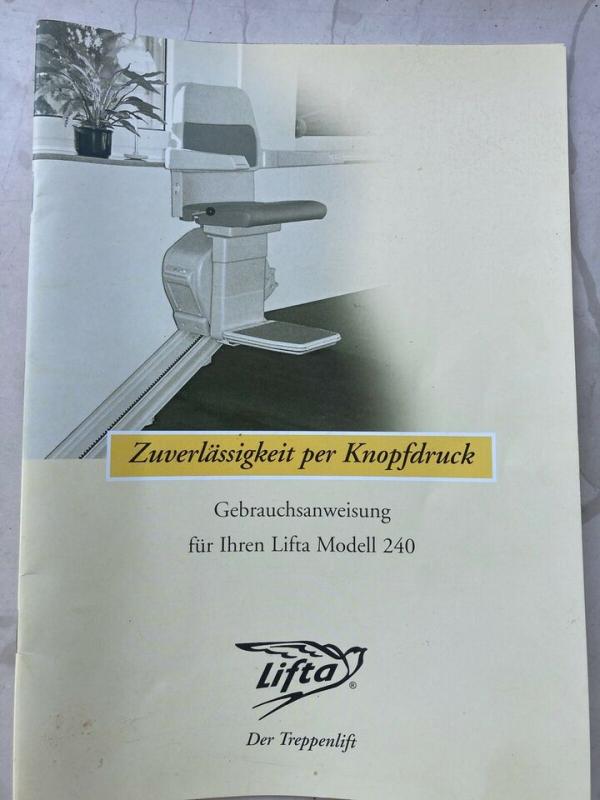 Zuverlässigkeit per Knopfdruck
Gebrauchsanweisung
für Ihren Lifta Modell 240
Lifta®
Der Treppenlift